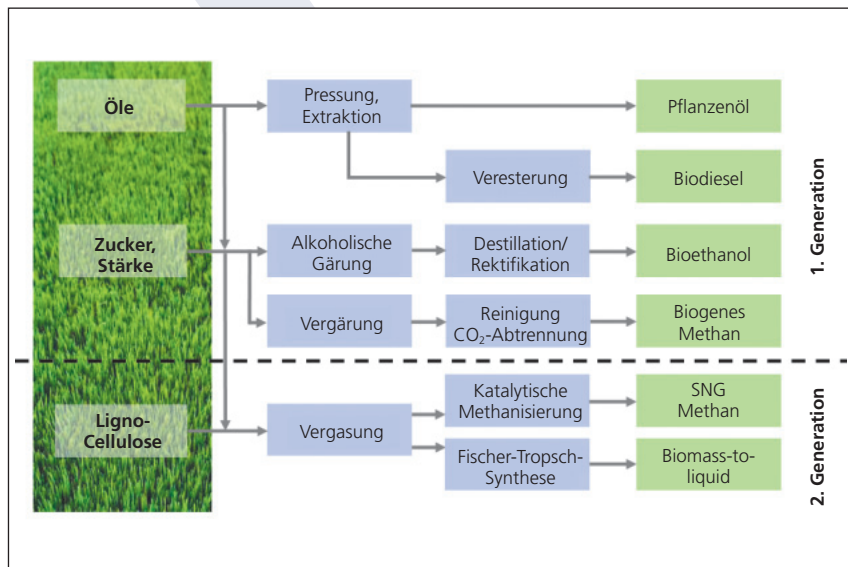 Öle
Pressung,
Extraktion
Pflanzenöl
Veresterung
Biodiesel
Zucker,
Stärke
Alkoholische
Gärung
Destillation/
Rektifikation
Bioethanol
Vergärung
Reinigung
CO₂-Abtrennung
Biogenes
Methan
1. Generation
Ligno-
Cellulose
Vergasung
Katalytische
Methanisierung
SNG
Methan
Fischer-Tropsch-
Synthese
Biomass-to-
liquid
2. Generation